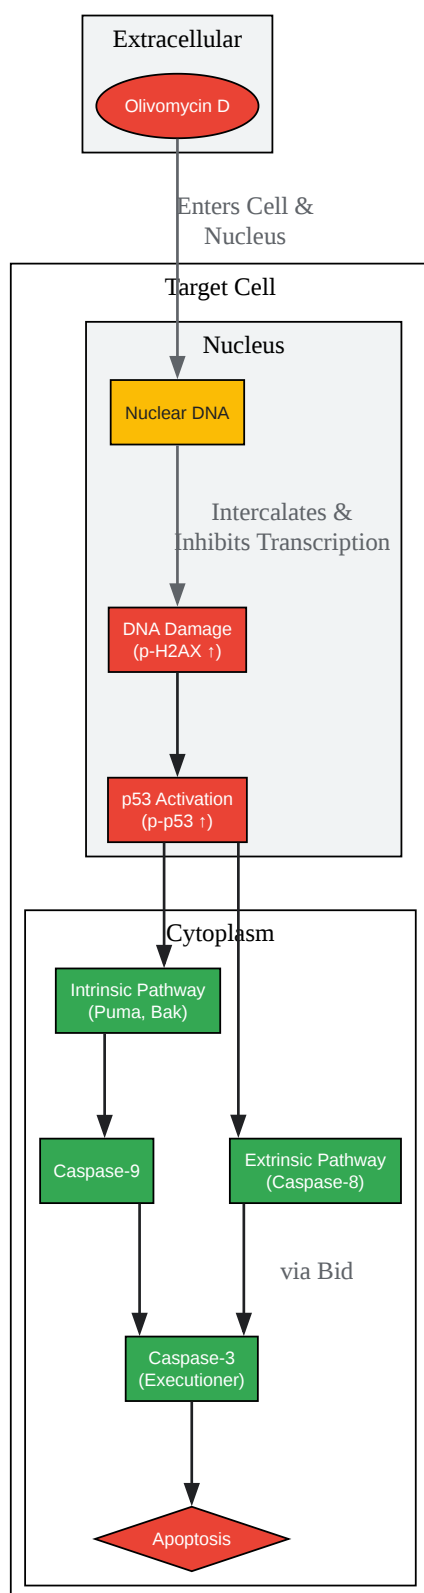 Extracellular
Olivomycin D
Enters Cell &
Nucleus
Target Cell
Nucleus
Nuclear DNA
Intercalates &
Inhibits Transcription
DNA Damage
(p-H2AX ↑)
p53 Activation
(p-p53 ↑)
Cytoplasm
Intrinsic Pathway
(Puma, Bak)
Caspase-9
Extrinsic Pathway
(Caspase-8)
via Bid
Caspase-3
(Executioner)
Apoptosis